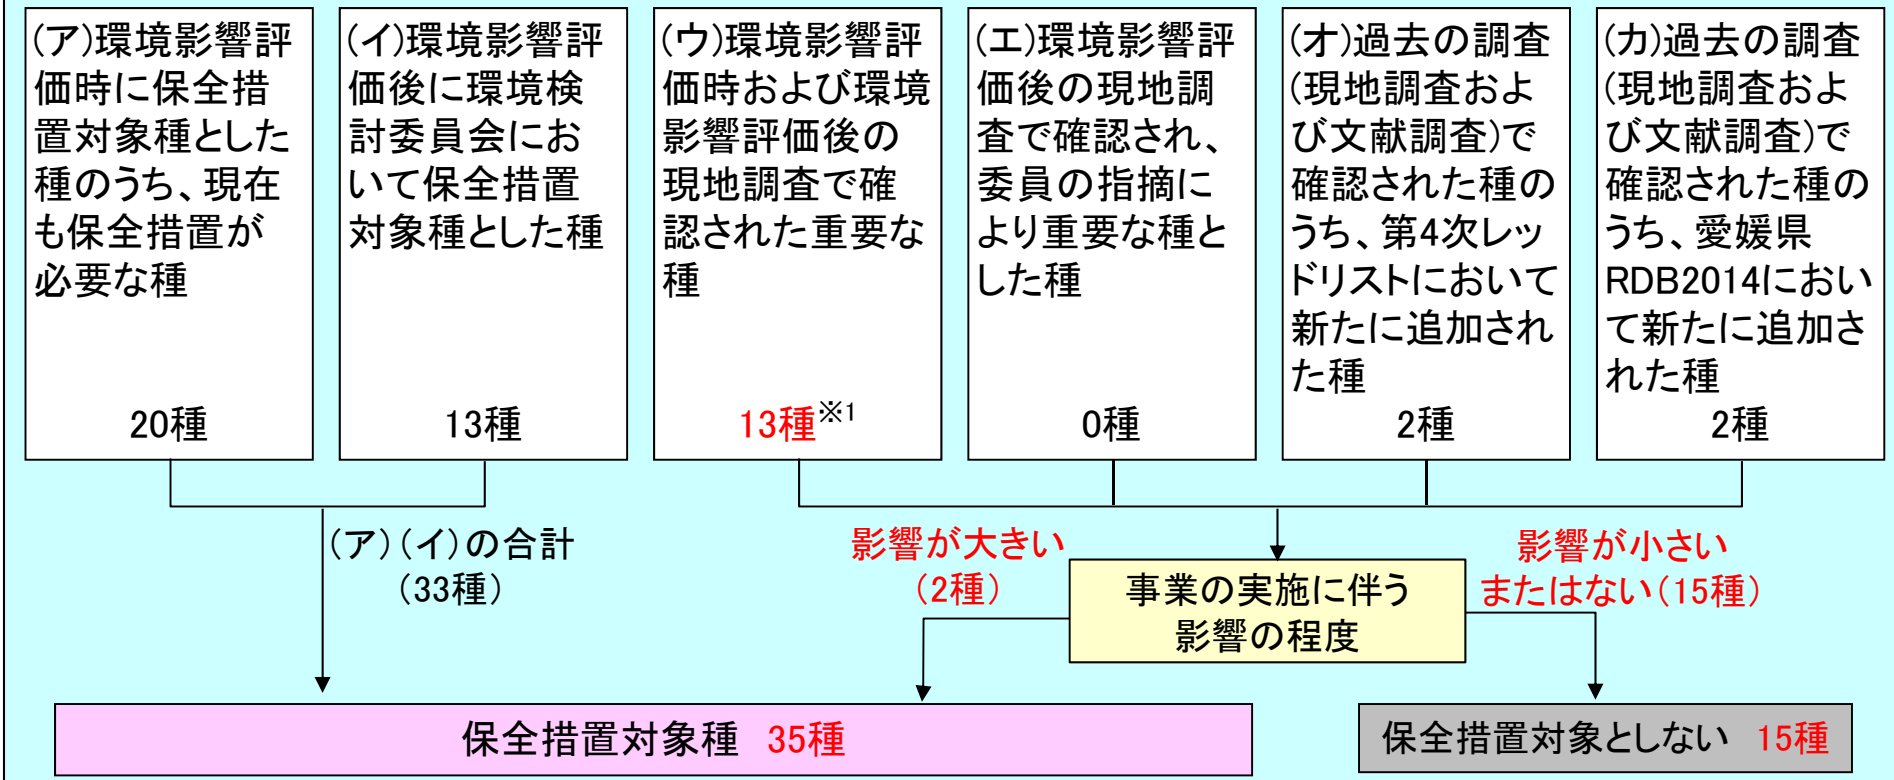 (ア)環境影響評
価時に保全措
置対象種とした
種のうち、現在
も保全措置が
必要な種
20種
(イ)環境影響評
価後に環境検
討委員会にお
いて保全措置
対象種とした種
13種
(ウ)環境影響評
価時および環境
影響評価後の
現地調査で確
認された重要な
種
13種※1
(エ)環境影響評
価後の現地調
査で確認され、
委員の指摘に
より重要な種と
した種
0種
(オ)過去の調査
(現地調査およ
び文献調査)で
確認された種の
うち、第4次レッ
ドリストにおいて
新たに追加され
た種
2種
(カ)過去の調査
(現地調査およ
び文献調査)で
確認された種の
うち、愛媛県
RDB2014におい
て新たに追加さ
れた種
2種
(ア)(イ)の合計
(33種)
影響が大きい
(2種)
事業の実施に伴う
影響の程度
影響が小さい
またはない(15種)
保全措置対象種 35種
保全措置対象としない 15種